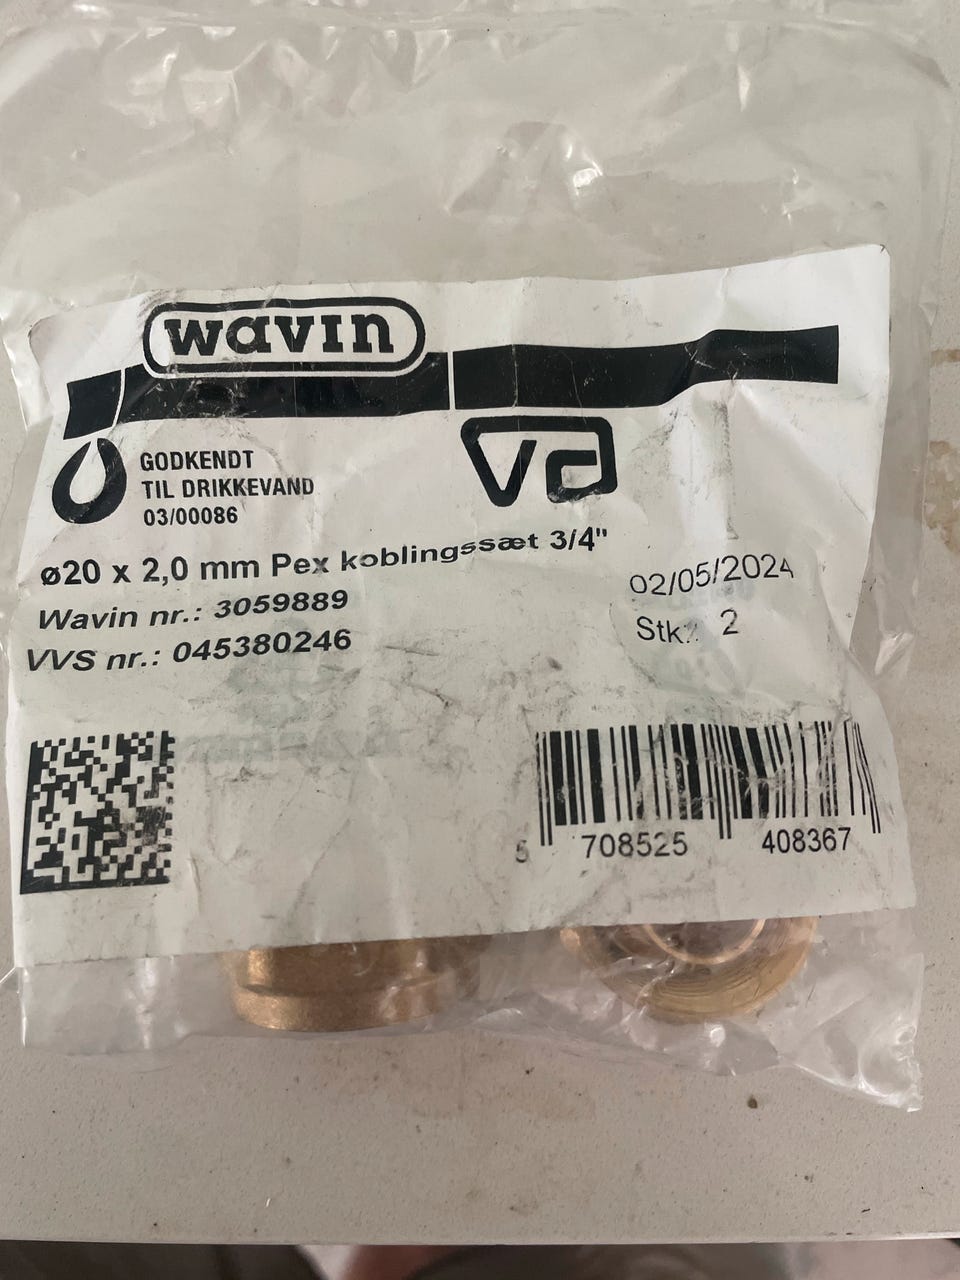 wavin
VA
GODKENDT
TIL DRIKKEVAND
03/00086
ø20 x 2,0 mm Pex koblingssæt 3/4"
Wavin nr.: 3059889
VVS nr.: 045380246
02/05/2024
Stk.: 2
5 708525 408367